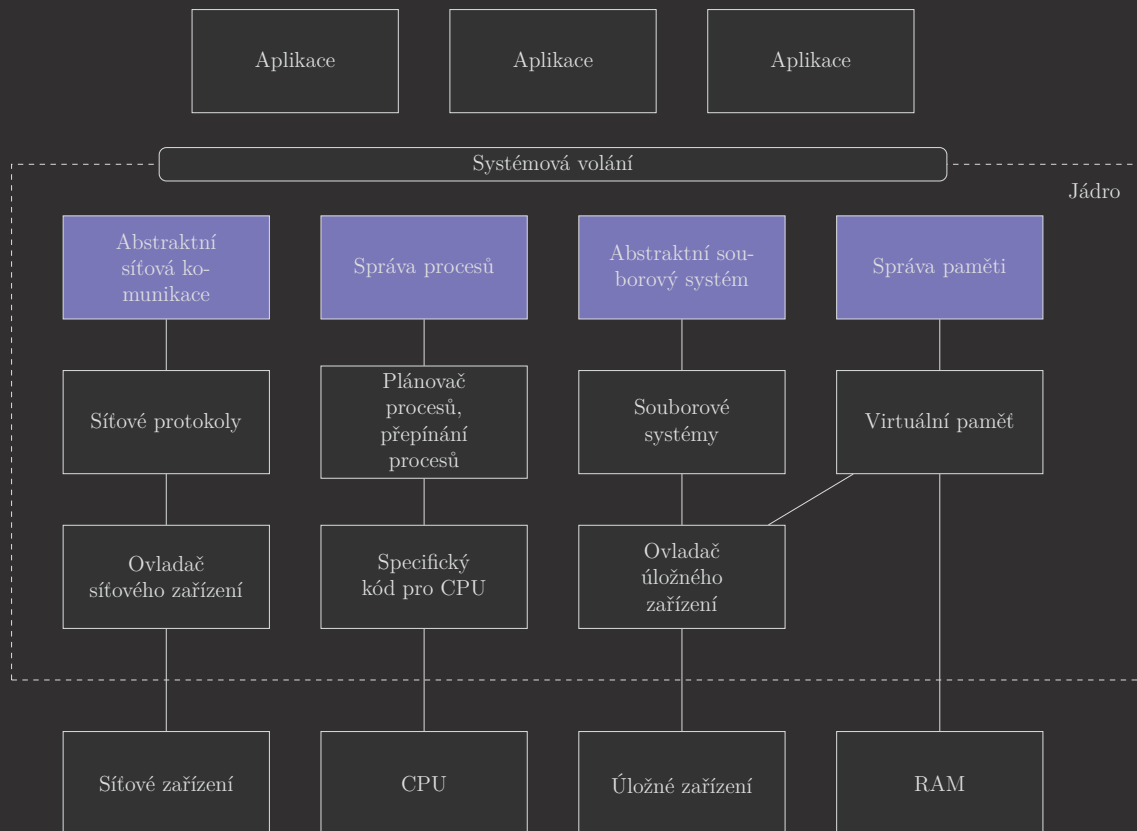 Aplikace
Aplikace
Aplikace
Systémová volání
Jádro
Abstraktní
síťová ko-
munikace
Správa procesů
Abstraktní sou-
borový systém
Správa paměti
Síťové protokoly
Plánovač
procesů,
přepínání
procesů
Souborové
systémy
Virtuální paměť
Ovladač
síťového zařízení
Specifický
kód pro CPU
Ovladač
úložného
zařízení
Síťové zařízení
CPU
Úložné zařízení
RAM